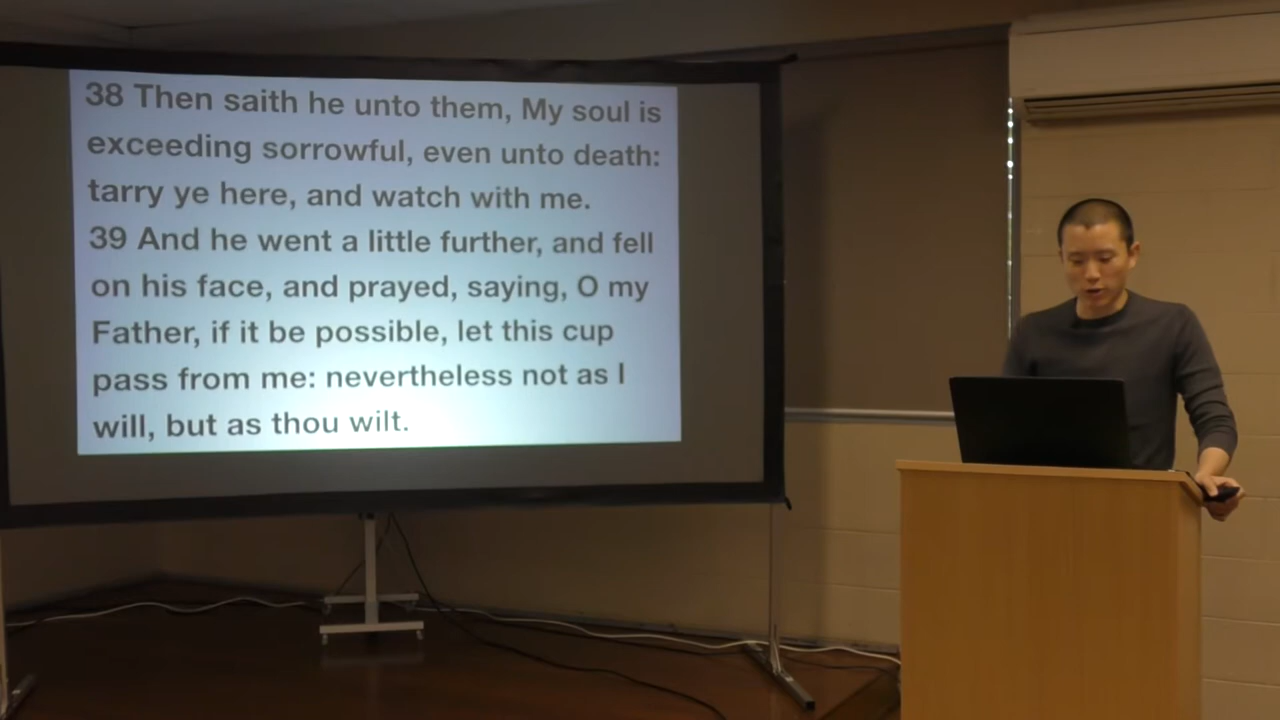 38 Then saith he unto them, My soul is
exceeding sorrowful, even unto death:
tarry ye here, and watch with me.
39 And he went a little further, and fell
on his face, and prayed, saying, O my
Father, if it be possible, let this cup
pass from me: nevertheless not as I
will, but as thou wilt.